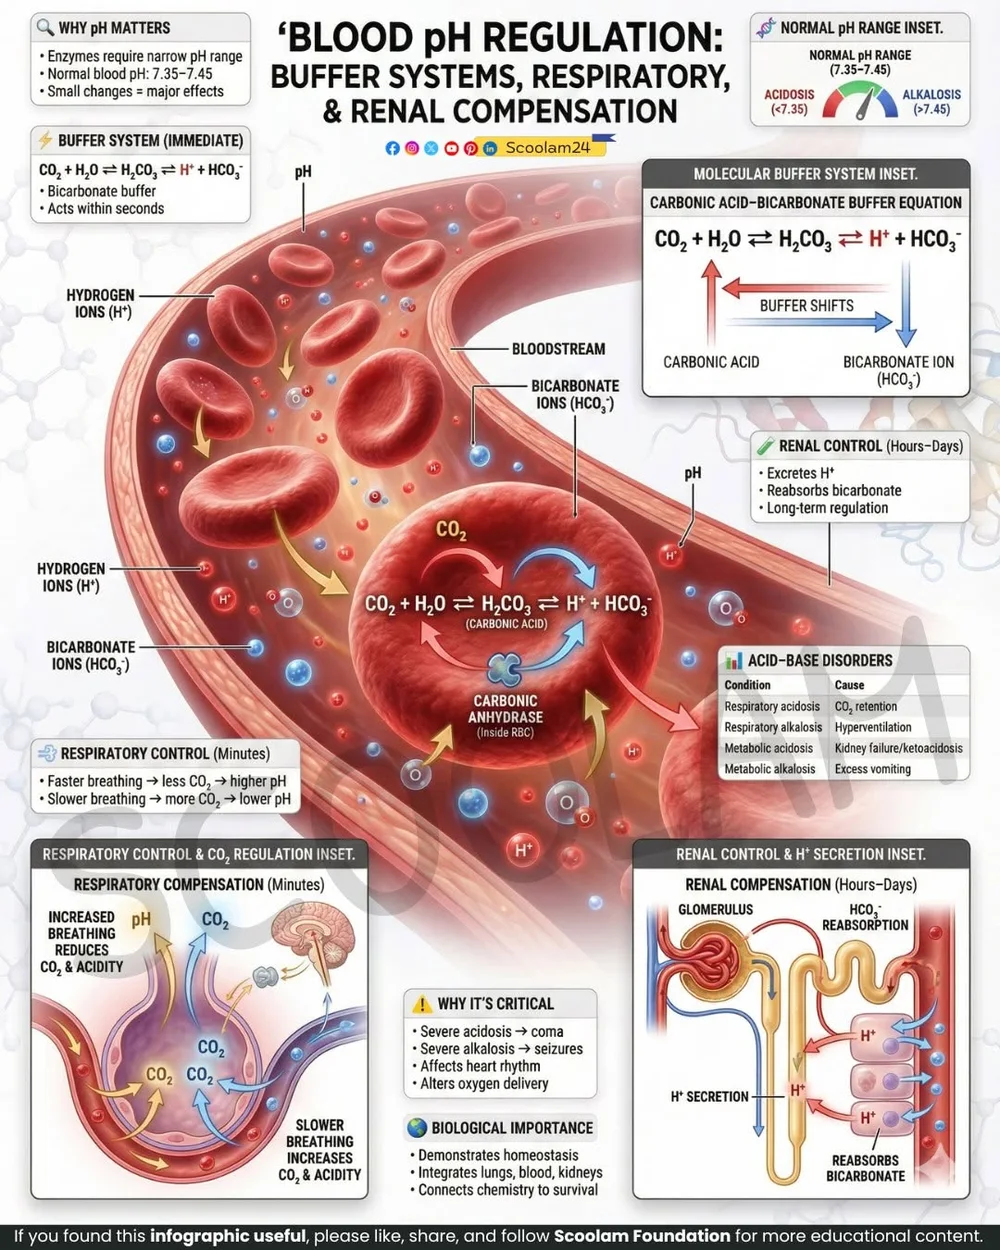 WHY pH MATTERS
• Enzymes require narrow pH range
• Normal blood pH: 7.35–7.45
• Small changes = major effects
‘BLOOD pH REGULATION:
BUFFER SYSTEMS, RESPIRATORY,
& RENAL COMPENSATION
Scoolam24
NORMAL pH RANGE INSET.
NORMAL pH RANGE
(7.35–7.45)
ACIDOSIS
(<7.35)
ALKALOSIS
(>7.45)
BUFFER SYSTEM (IMMEDIATE)
CO₂ + H₂O ⇌ H₂CO₃ ⇌ H⁺ + HCO₃⁻
• Bicarbonate buffer
• Acts within seconds
pH
HYDROGEN
IONS (H⁺)
BLOODSTREAM
BICARBONATE
IONS (HCO₃⁻)
MOLECULAR BUFFER SYSTEM INSET.
CARBONIC ACID–BICARBONATE BUFFER EQUATION
CO₂ + H₂O ⇌ H₂CO₃ ⇌ H⁺ + HCO₃⁻
BUFFER SHIFTS
CARBONIC ACID
BICARBONATE ION
(HCO₃⁻)
RENAL CONTROL (Hours–Days)
• Excretes H⁺
• Reabsorbs bicarbonate
• Long-term regulation
pH
HYDROGEN
IONS (H⁺)
BICARBONATE
IONS (HCO₃⁻)
CO₂
CO₂ + H₂O ⇌ H₂CO₃ ⇌ H⁺ + HCO₃⁻
(CARBONIC ACID)
CARBONIC
ANHYDRASE
(Inside RBC)
H⁺
H⁺
H⁺
H⁺
O
O
O
ACID–BASE DISORDERS
Condition Cause
Respiratory acidosis CO₂ retention
Respiratory alkalosis Hyperventilation
Metabolic acidosis Kidney failure/ketoacidosis
Metabolic alkalosis Excess vomiting
RESPIRATORY CONTROL (Minutes)
• Faster breathing → less CO₂ → higher pH
• Slower breathing → more CO₂ → lower pH
SCOOLAM
RESPIRATORY CONTROL & CO₂ REGULATION INSET.
RESPIRATORY COMPENSATION (Minutes)
INCREASED
BREATHING
REDUCES
CO₂ & ACIDITY
pH
CO₂
CO₂
CO₂
CO₂
SLOWER
BREATHING
INCREASES
CO₂ & ACIDITY
WHY IT'S CRITICAL
• Severe acidosis → coma
• Severe alkalosis → seizures
• Affects heart rhythm
• Alters oxygen delivery
BIOLOGICAL IMPORTANCE
• Demonstrates homeostasis
• Integrates lungs, blood, kidneys
• Connects chemistry to survival
RENAL CONTROL & H⁺ SECRETION INSET.
RENAL COMPENSATION (Hours–Days)
GLOMERULUS
HCO₃⁻
REABSORPTION
H⁺
H⁺
H⁺
H⁺ SECRETION
REABSORBS
BICARBONATE
If you found this infographic useful, please like, share, and follow Scoolam Foundation for more educational content.